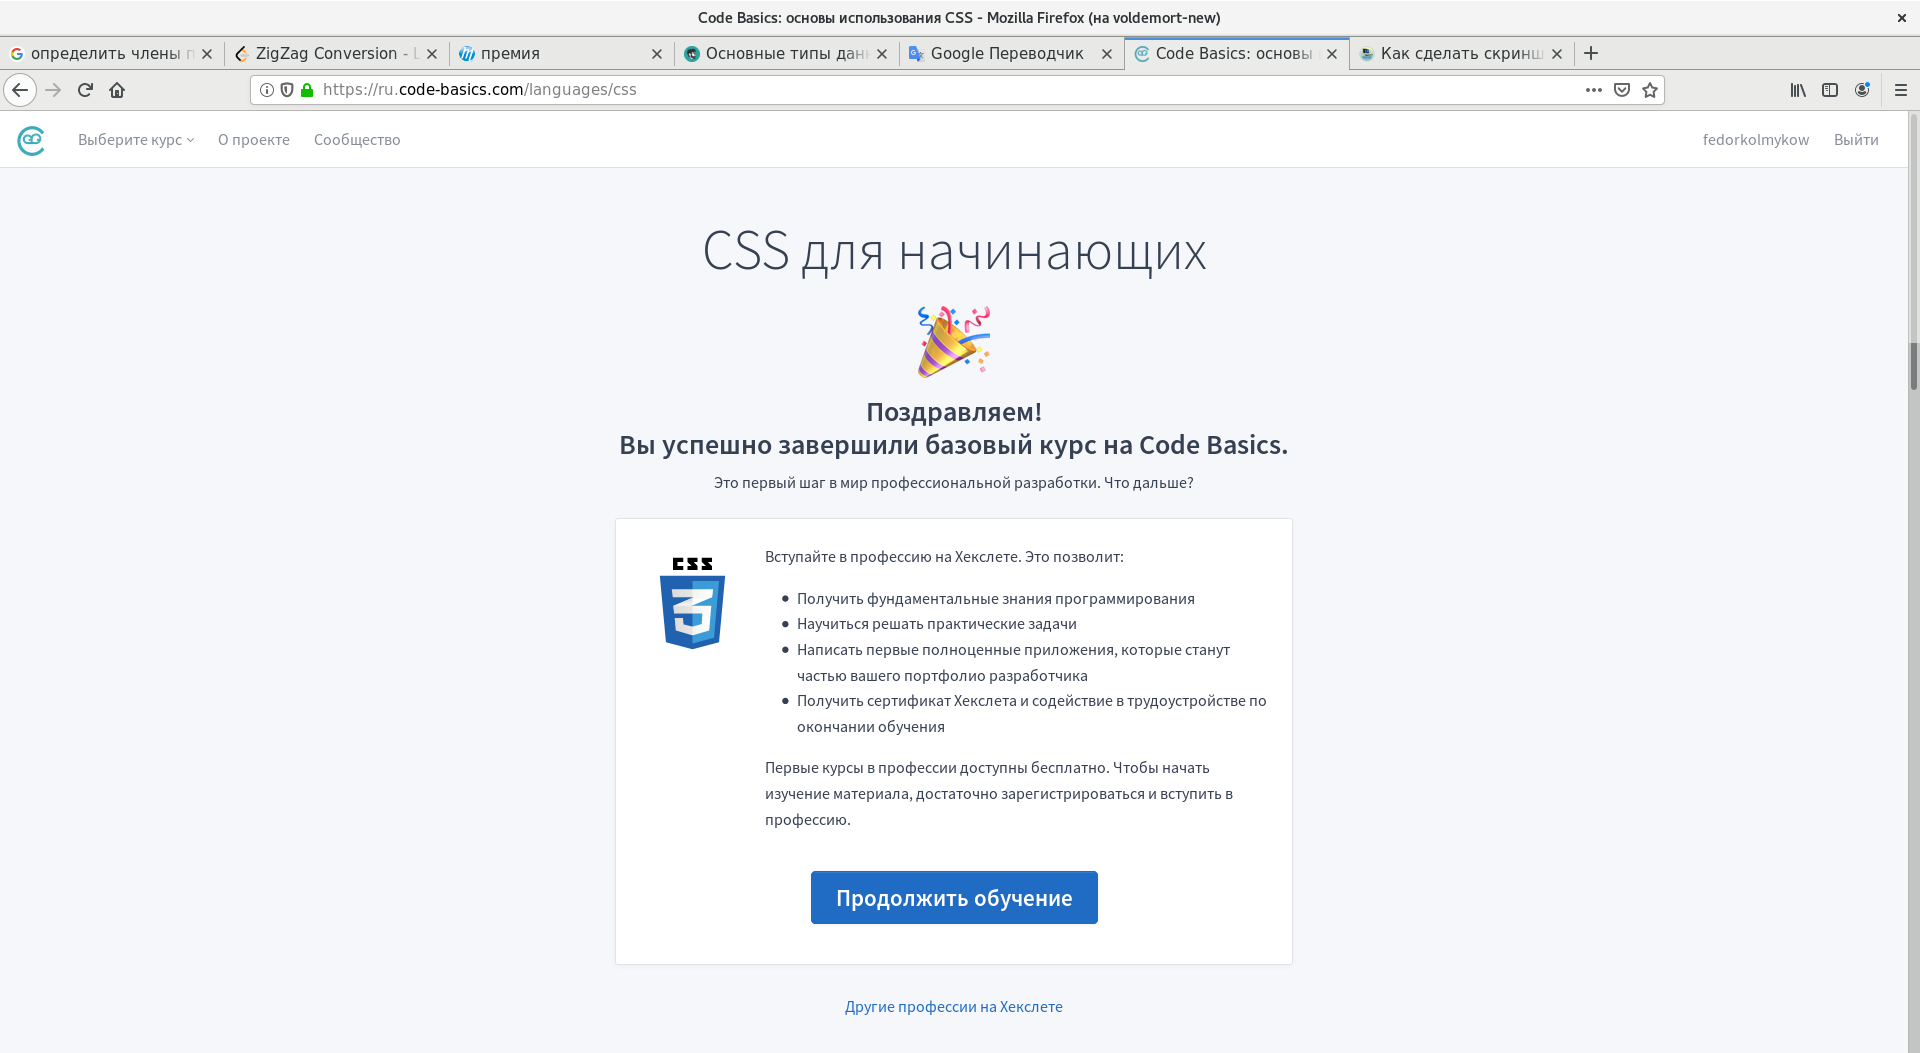 Code Basics: основы использования CSS - Mozilla Firefox (на voldemort-new)
определить члены п
ZigZag Conversion - L
премия
Основные типы дан
Google Переводчик
Code Basics: основы
Как сделать скринш
https://ru.code-basics.com/languages/css
Выберите курс
О проекте
Сообщество
fedorkolmykow
Выйти
CSS для начинающих
Поздравляем!
Вы успешно завершили базовый курс на Code Basics.
Это первый шаг в мир профессиональной разработки. Что дальше?
CSS
3
Вступайте в профессию на Хекслете. Это позволит:
Получить фундаментальные знания программирования
Научиться решать практические задачи
Написать первые полноценные приложения, которые станут
частью вашего портфолио разработчика
Получить сертификат Хекслета и содействие в трудоустройстве по
окончании обучения
Первые курсы в профессии доступны бесплатно. Чтобы начать
изучение материала, достаточно зарегистрироваться и вступить в
профессию.
Продолжить обучение
Другие профессии на Хекслете